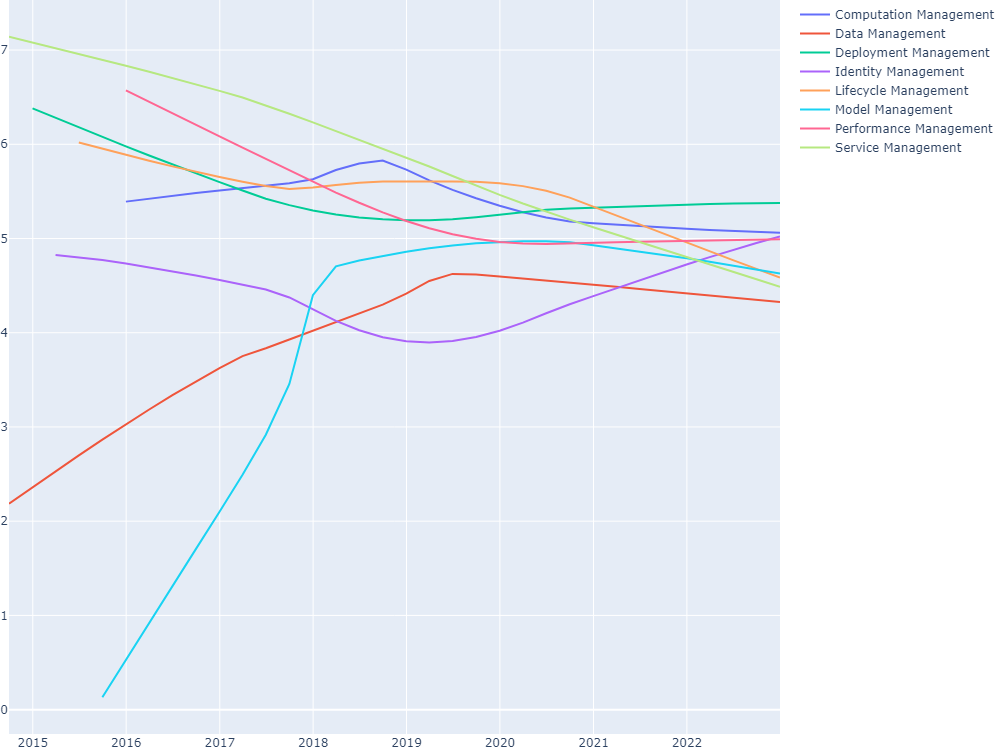 Computation Management
Data Management
Deployment Management
Identity Management
Lifecycle Management
Model Management
Performance Management
Service Management
7
6
5
4
3
2
1
0
2015 2016 2017 2018 2019 2020 2021 2022